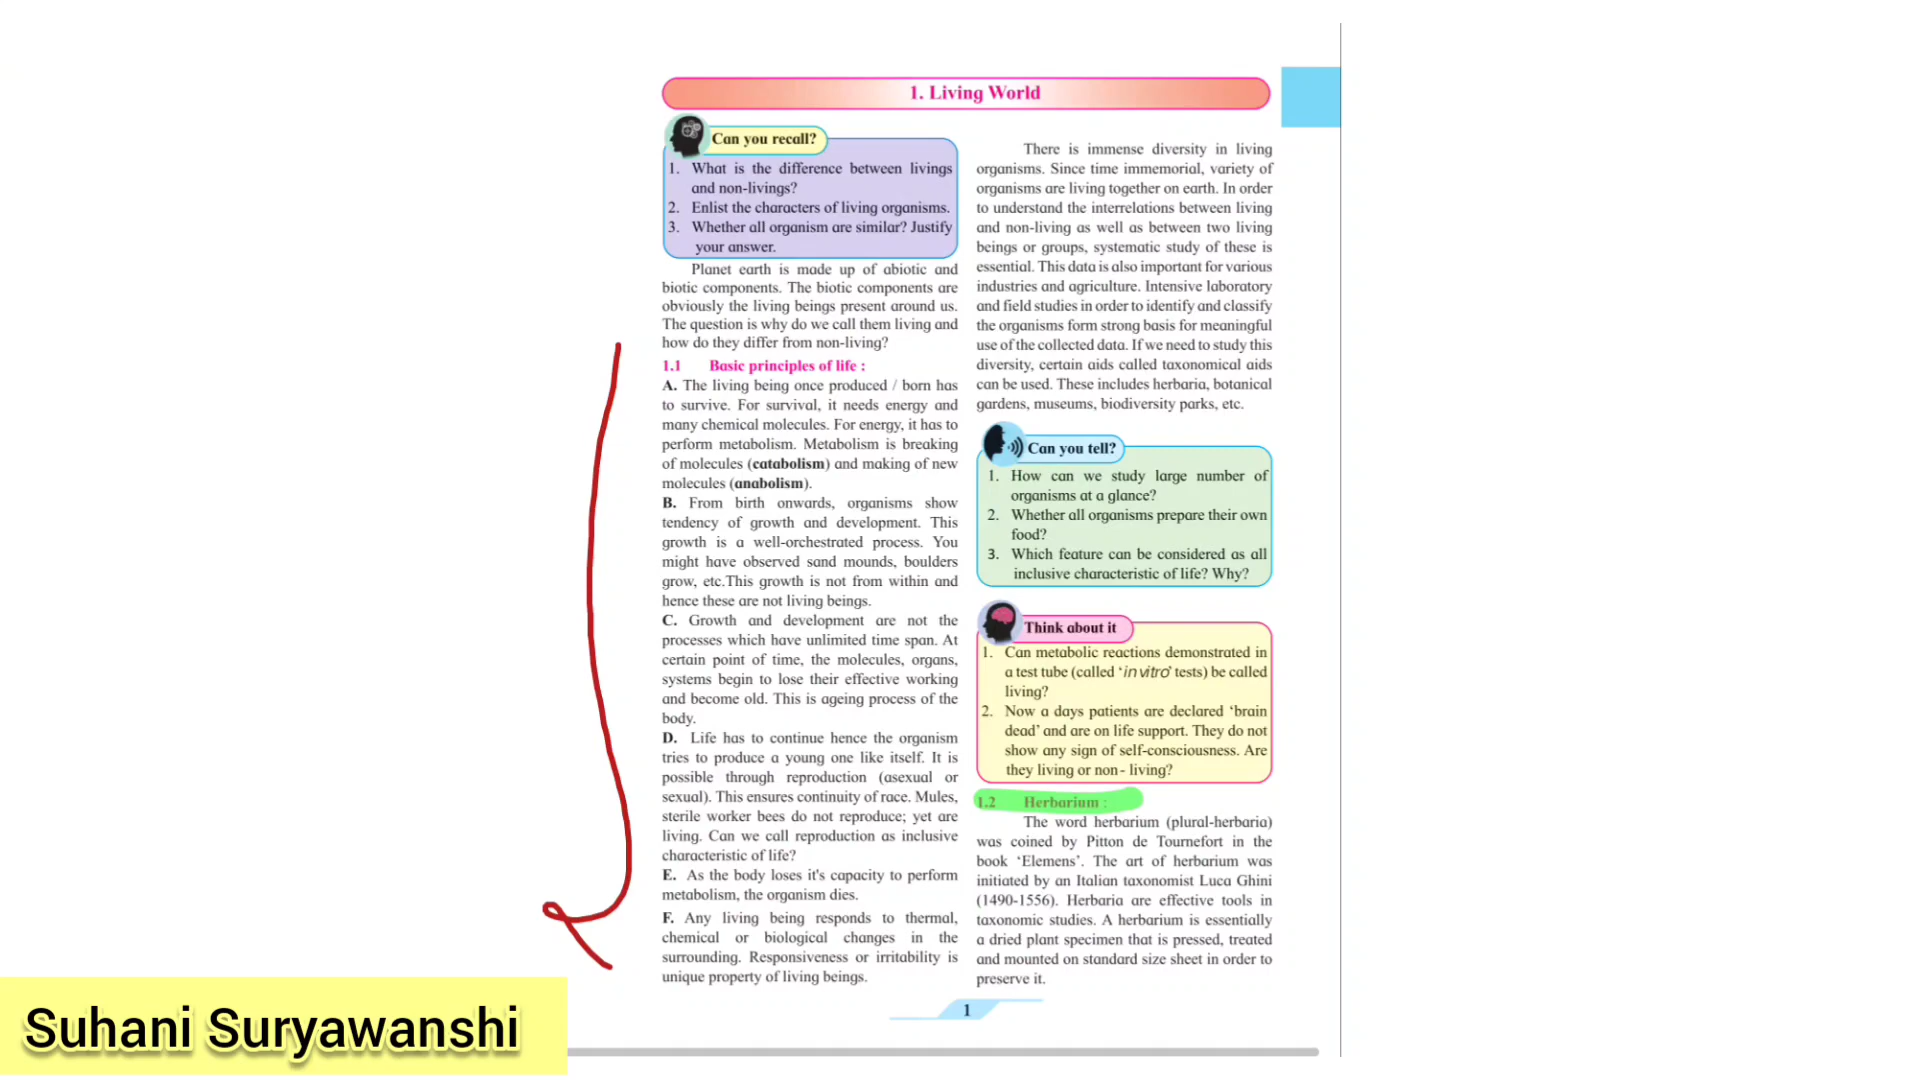 1. Living World
Can you recall?
1. What is the difference between livings
and non-livings?
2. Enlist the characters of living organisms.
3. Whether all organism are similar? Justify
your answer.
Planet earth is made up of abiotic and
biotic components. The biotic components are
obviously the living beings present around us.
The question is why do we call them living and
how do they differ from non-living?
1.1 Basic principles of life :
A. The living being once produced / born has
to survive. For survival, it needs energy and
many chemical molecules. For energy, it has to
perform metabolism. Metabolism is breaking
of molecules (catabolism) and making of new
molecules (anabolism).
B. From birth onwards, organisms show
tendency of growth and development. This
growth is a well-orchestrated process. You
might have observed sand mounds, boulders
grow, etc.This growth is not from within and
hence these are not living beings.
C. Growth and development are not the
processes which have unlimited time span. At
certain point of time, the molecules, organs,
systems begin to lose their effective working
and become old. This is ageing process of the
body.
D. Life has to continue hence the organism
tries to produce a young one like itself. It is
possible through reproduction (asexual or
sexual). This ensures continuity of race. Mules,
sterile worker bees do not reproduce; yet are
living. Can we call reproduction as inclusive
characteristic of life?
E. As the body loses it's capacity to perform
metabolism, the organism dies.
F. Any living being responds to thermal,
chemical or biological changes in the
surrounding. Responsiveness or irritability is
unique property of living beings.
There is immense diversity in living
organisms. Since time immemorial, variety of
organisms are living together on earth. In order
to understand the interrelations between living
and non-living as well as between two living
beings or groups, systematic study of these is
essential. This data is also important for various
industries and agriculture. Intensive laboratory
and field studies in order to identify and classify
the organisms form strong basis for meaningful
use of the collected data. If we need to study this
diversity, certain aids called taxonomical aids
can be used. These includes herbaria, botanical
gardens, museums, biodiversity parks, etc.
Can you tell?
1. How can we study large number of
organisms at a glance?
2. Whether all organisms prepare their own
food?
3. Which feature can be considered as all
inclusive characteristic of life? Why?
Think about it
1. Can metabolic reactions demonstrated in
a test tube (called ‘in vitro’ tests) be called
living?
2. Now a days patients are declared ‘brain
dead’ and are on life support. They do not
show any sign of self-consciousness. Are
they living or non - living?
1.2 Herbarium :
The word herbarium (plural-herbaria)
was coined by Pitton de Tournefort in the
book ‘Elemens’. The art of herbarium was
initiated by an Italian taxonomist Luca Ghini
(1490-1556). Herbaria are effective tools in
taxonomic studies. A herbarium is essentially
a dried plant specimen that is pressed, treated
and mounted on standard size sheet in order to
preserve it.
1
Suhani Suryawanshi